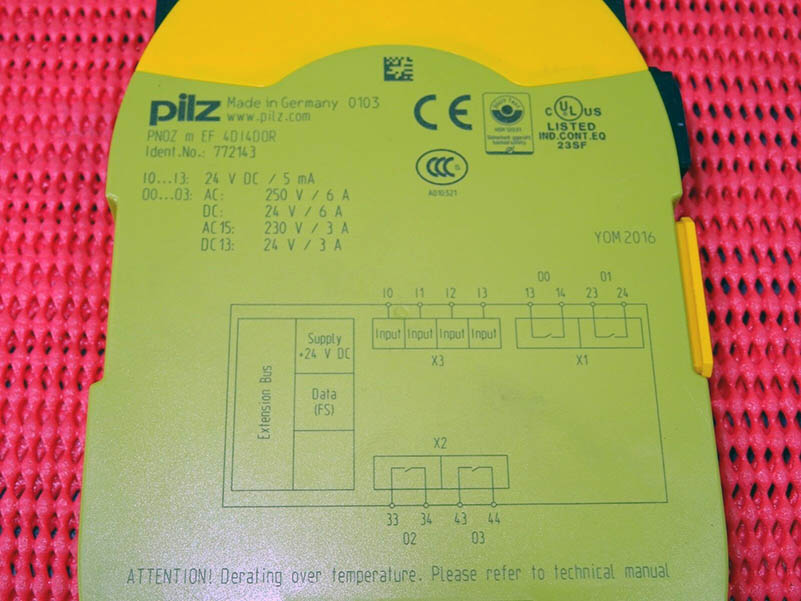 pilz Made in Germany 0103
www.pilz.com
PNOZ m EF 4DI4DOR
Ident.No.: 772143
CE
C UL US
LISTED
IND.CONT.EQ
23SF
CCC S
A010521
I0...I3: 24 V DC / 5 mA
O0...O3: AC: 250 V / 6 A
DC: 24 V / 6 A
AC15: 230 V / 3 A
DC13: 24 V / 3 A
YOM 2016
O0 O1
I0 I1 I2 I3 13 14 23 24
Input Input Input Input
X3 X1
Supply
+24 V DC
Extension Bus
Data
(FS)
X2
33 34 43 44
O2 O3
ATTENTION! Derating over temperature. Please refer to technical manual